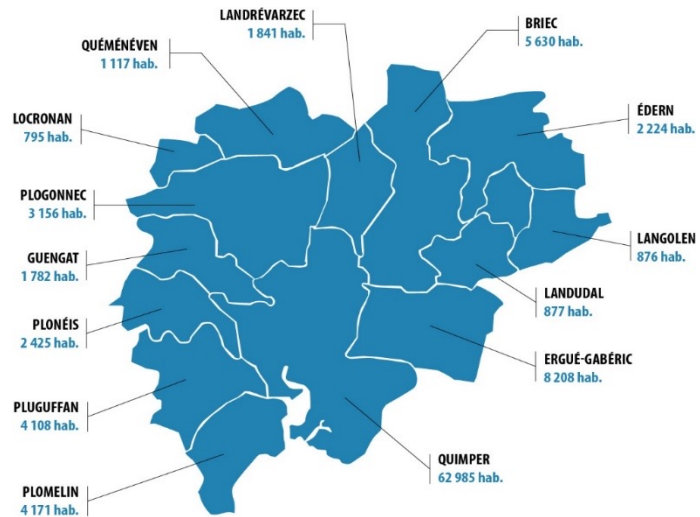 LANDRÉVARZEC
1 841 hab.
BRIEC
5 630 hab.
QUÉMÉNÉVEN
1 117 hab.
ÉDERN
2 224 hab.
LOCRONAN
795 hab.
PLOGONNEC
3 156 hab.
LANGOLEN
876 hab.
GUENGAT
1 782 hab.
LANDUDAL
877 hab.
PLONÉIS
2 425 hab.
ERGUÉ-GABÉRIC
8 208 hab.
PLUGUFFAN
4 108 hab.
QUIMPER
62 985 hab.
PLOMELIN
4 171 hab.